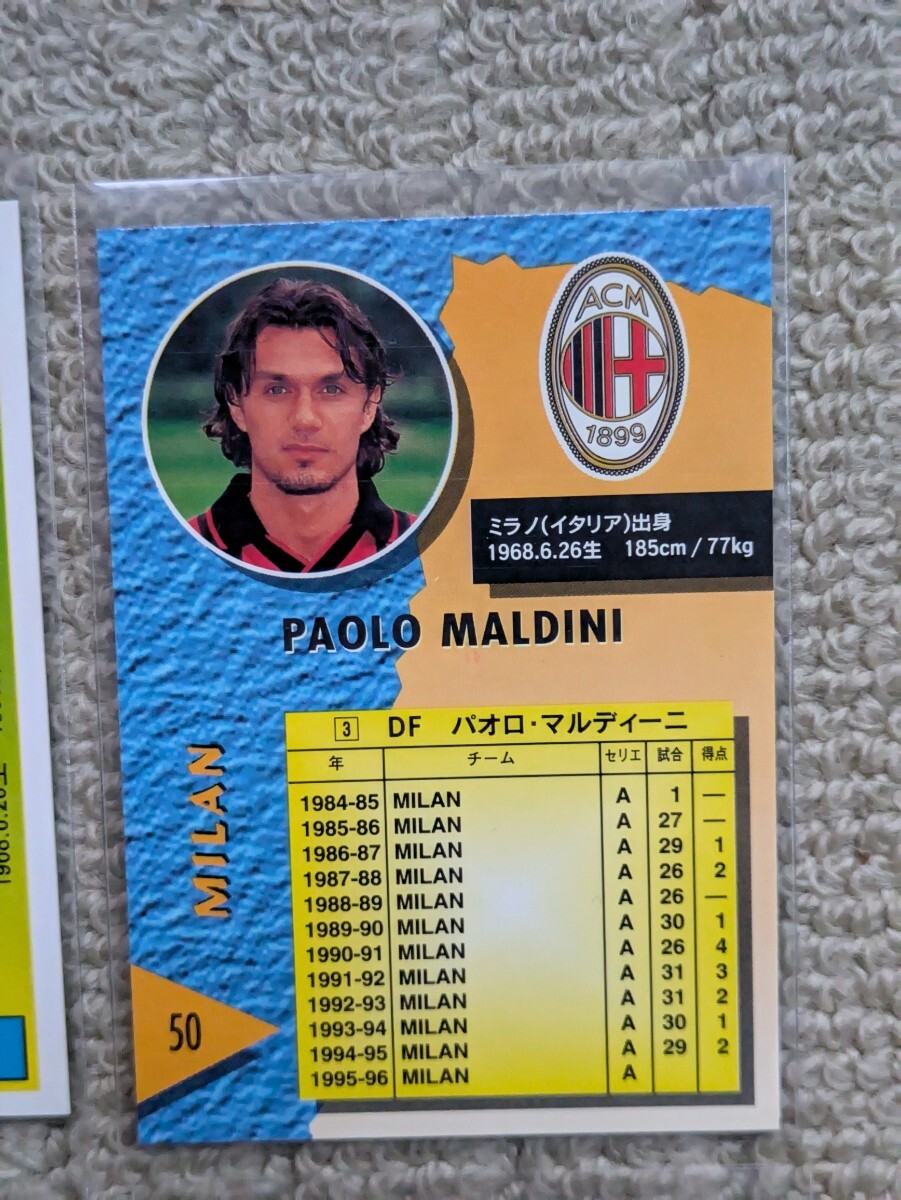 ACM
1899
ミラノ(イタリア)出身
1968.6.26生 185cm / 77kg
PAOLO MALDINI
MILAN
50
3 DF パオロ・マルディーニ
年 チーム セリエ 試合 得点
1984-85 MILAN A 1 —
1985-86 MILAN A 27 —
1986-87 MILAN A 29 1
1987-88 MILAN A 26 2
1988-89 MILAN A 26 —
1989-90 MILAN A 30 1
1990-91 MILAN A 26 4
1991-92 MILAN A 31 3
1992-93 MILAN A 31 2
1993-94 MILAN A 30 1
1994-95 MILAN A 29 2
1995-96 MILAN A